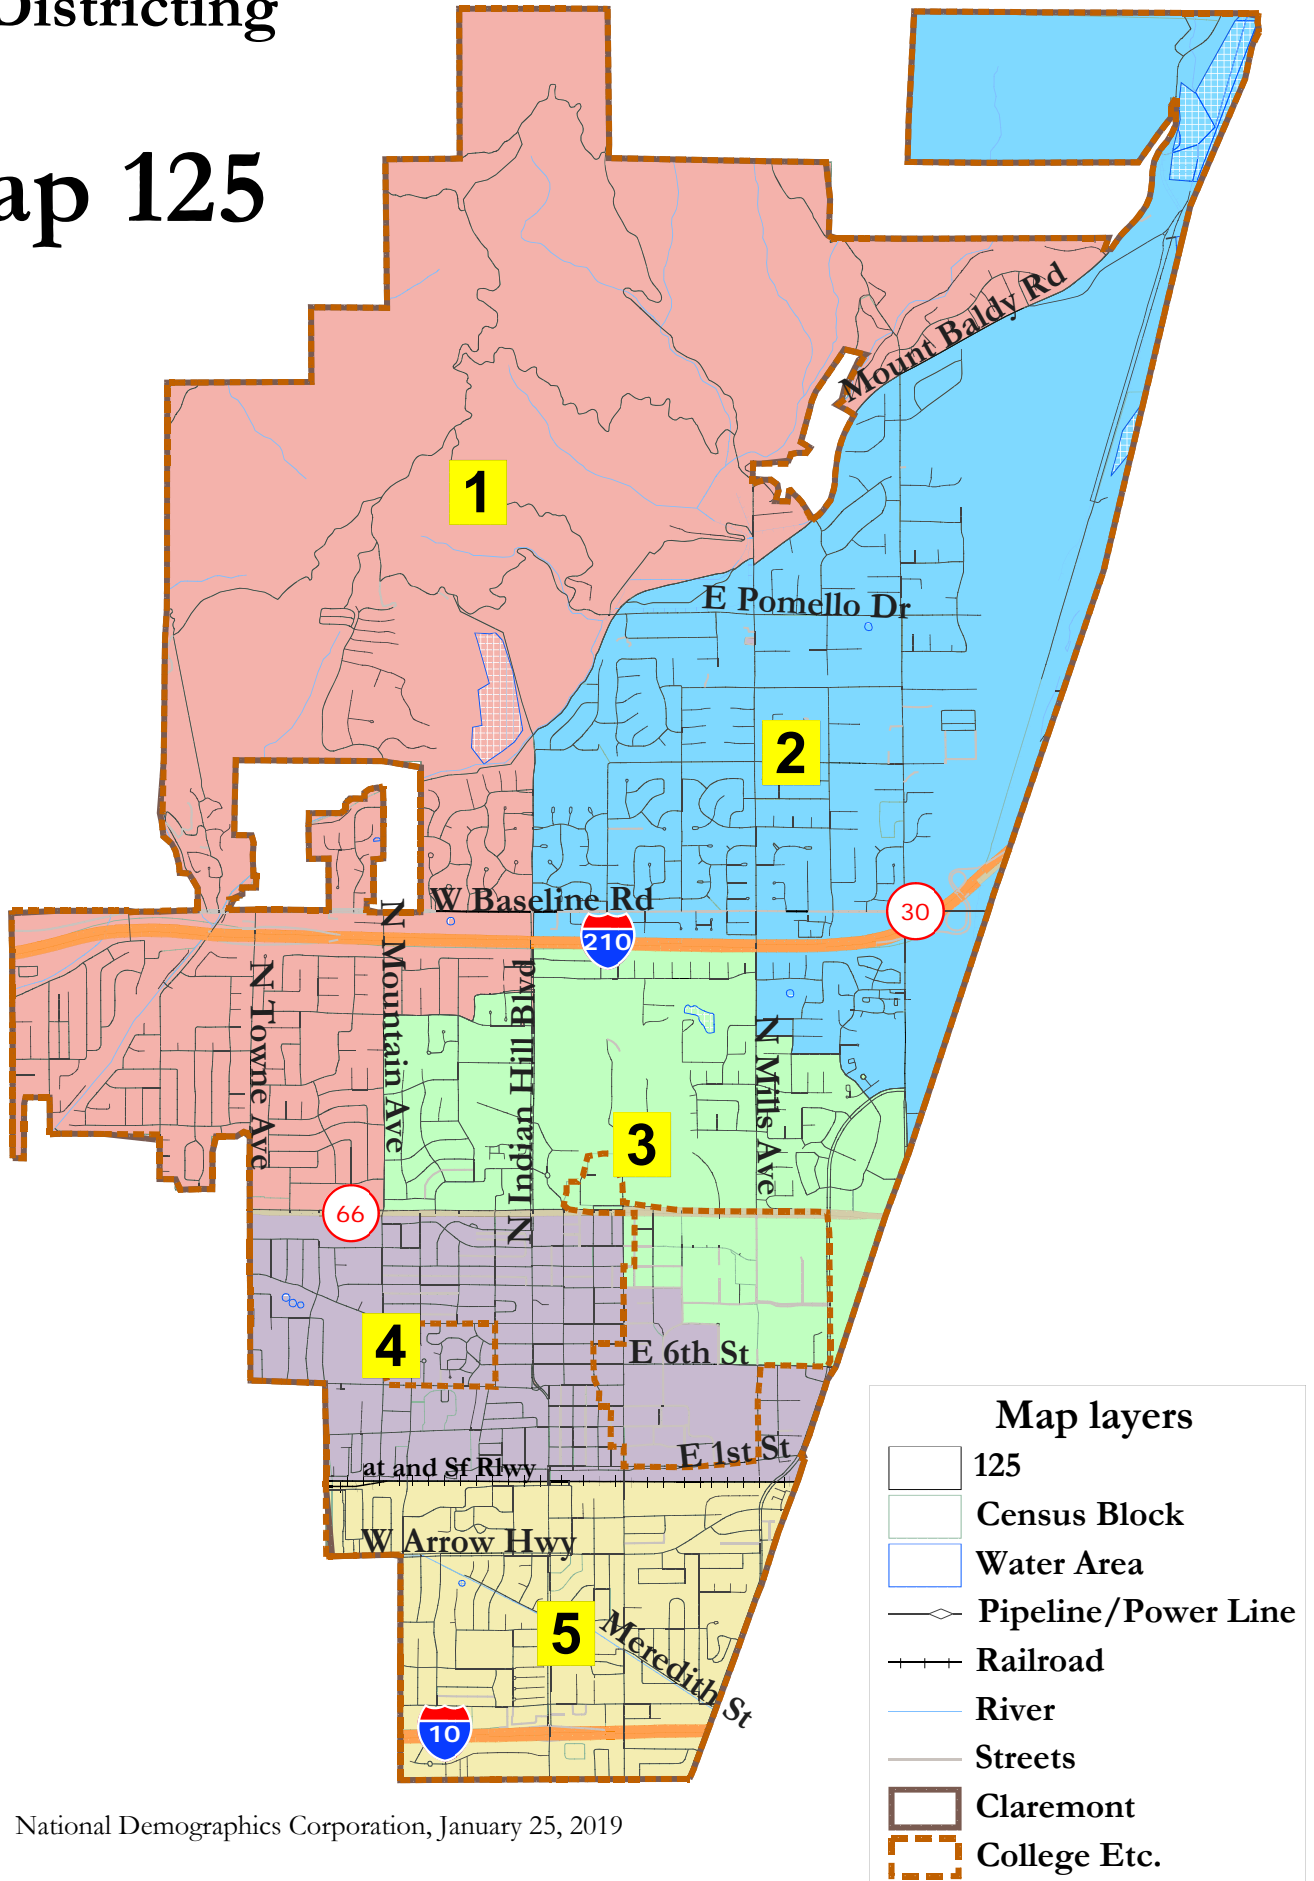 Districting
ap 125
Mount Baldy Rd
1
E Pomello Dr
2
W Baseline Rd
30
210
N Towne Ave
N Mountain Ave
N Indian Hill Blvd
N Mills Ave
3
66
4
E 6th St
E 1st St
at and Sf Rlwy
W Arrow Hwy
5
Meredith St
10
Map layers
125
Census Block
Water Area
Pipeline/Power Line
Railroad
River
Streets
Claremont
College Etc.
National Demographics Corporation, January 25, 2019